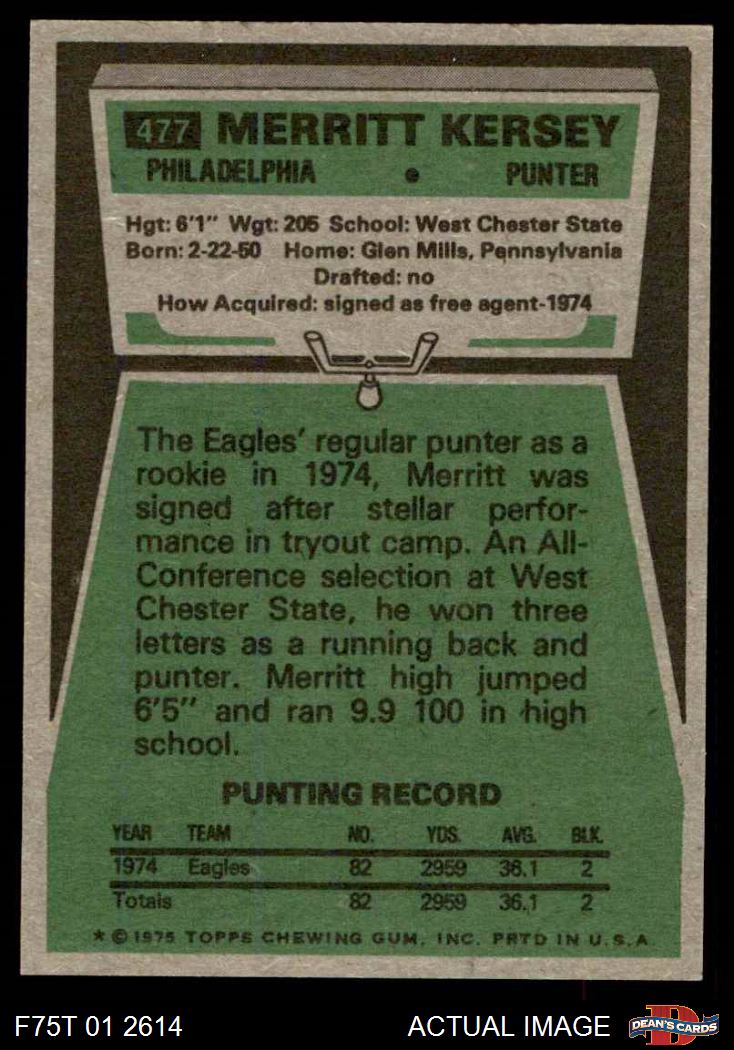 477 MERRITT KERSEY
PHILADELPHIA • PUNTER
Hgt: 6'1" Wgt: 205 School: West Chester State
Born: 2-22-50 Home: Glen Mills, Pennsylvania
Drafted: no
How Acquired: signed as free agent-1974
The Eagles' regular punter as a
rookie in 1974, Merritt was
signed after stellar perfor-
mance in tryout camp. An All-
Conference selection at West
Chester State, he won three
letters as a running back and
punter. Merritt high jumped
6'5" and ran 9.9 100 in high
school.
PUNTING RECORD
YEAR TEAM NO. YDS. AVG. BLK.
1974 Eagles 82 2959 36.1 2
Totals 82 2959 36.1 2
* © 1975 TOPPS CHEWING GUM, INC. PRTD IN U.S.A.
F75T 01 2614 ACTUAL IMAGE DEAN'S CARDS